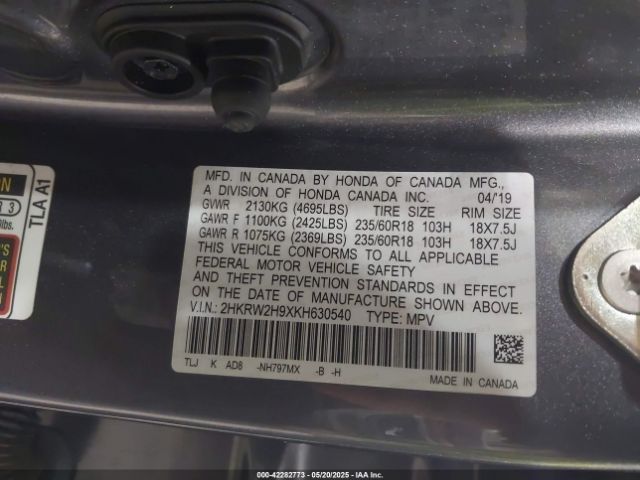 ON
R 3
lbs.
TLA A1
'S
R
L
MFD. IN CANADA BY HONDA OF CANADA MFG.,
A DIVISION OF HONDA CANADA INC. 04/19
GVWR 2130KG (4695LBS) TIRE SIZE RIM SIZE
GAWR F 1100KG (2425LBS) 235/60R18 103H 18X7.5J
GAWR R 1075KG (2369LBS) 235/60R18 103H 18X7.5J
THIS VEHICLE CONFORMS TO ALL APPLICABLE
FEDERAL MOTOR VEHICLE SAFETY
AND THEFT PREVENTION STANDARDS IN EFFECT
ON THE DATE OF MANUFACTURE SHOWN ABOVE.
V.I.N.: 2HKRW2H9XKH630540 TYPE: MPV
TLJ K AD8 -NH797MX -B -H
MADE IN CANADA
000-42282773 - 05/20/2025 - IAA Inc.